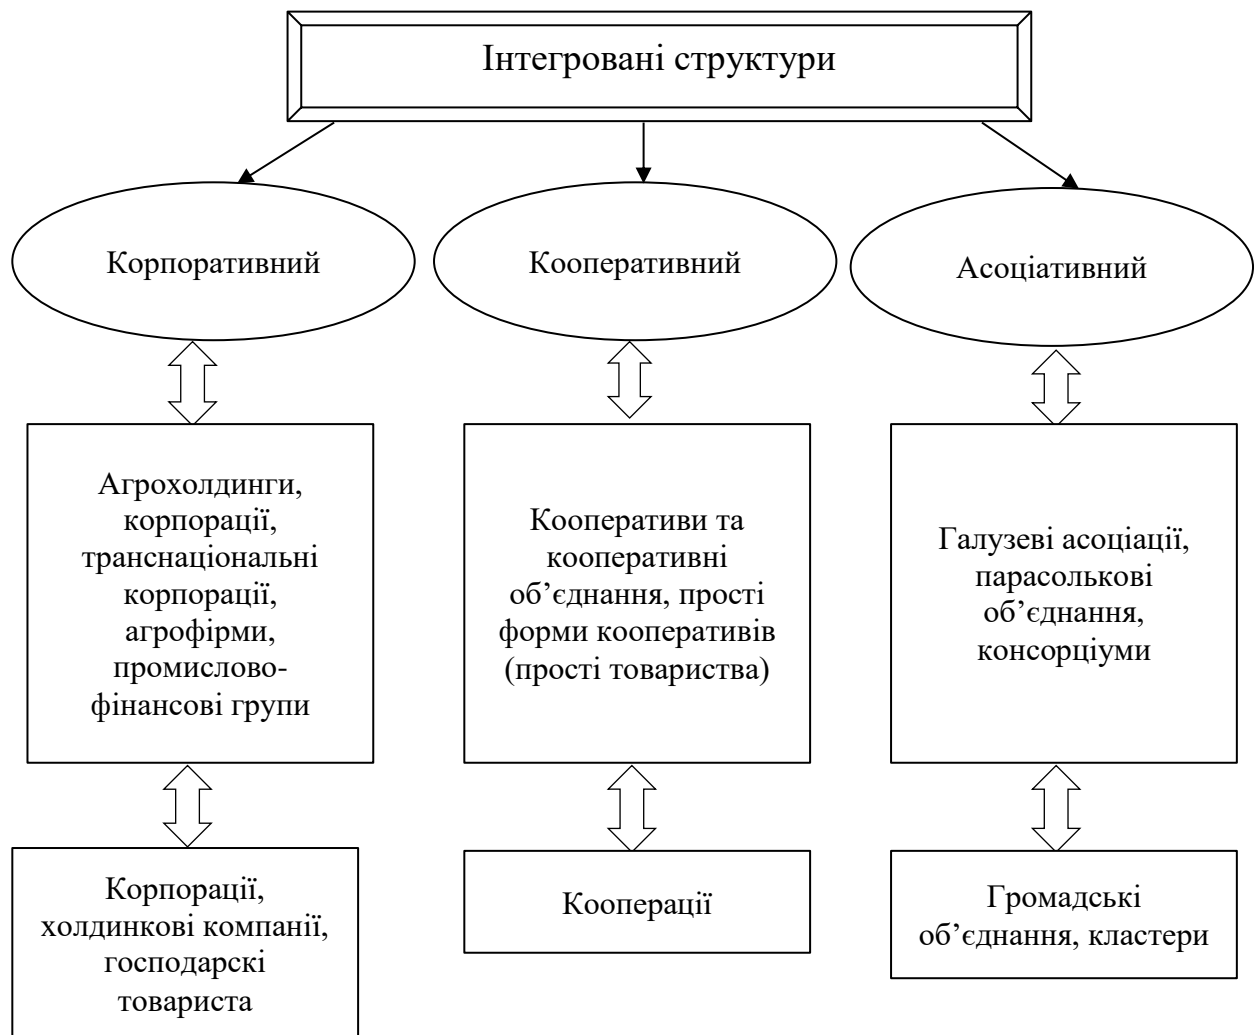 Інтегровані структури
Корпоративний
Кооперативний
Асоціативний
Агрохолдинги,
корпорації,
транснаціональні
корпорації,
агрофірми,
промислово-
фінансові групи
Кооперативи та
кооперативні
об’єднання, прості
форми кооперативів
(прості товариства)
Галузеві асоціації,
парасолькові
об’єднання,
консорціуми
Корпорації,
холдинкові компанії,
господарскі
товариста
Кооперації
Громадські
об’єднання, кластери